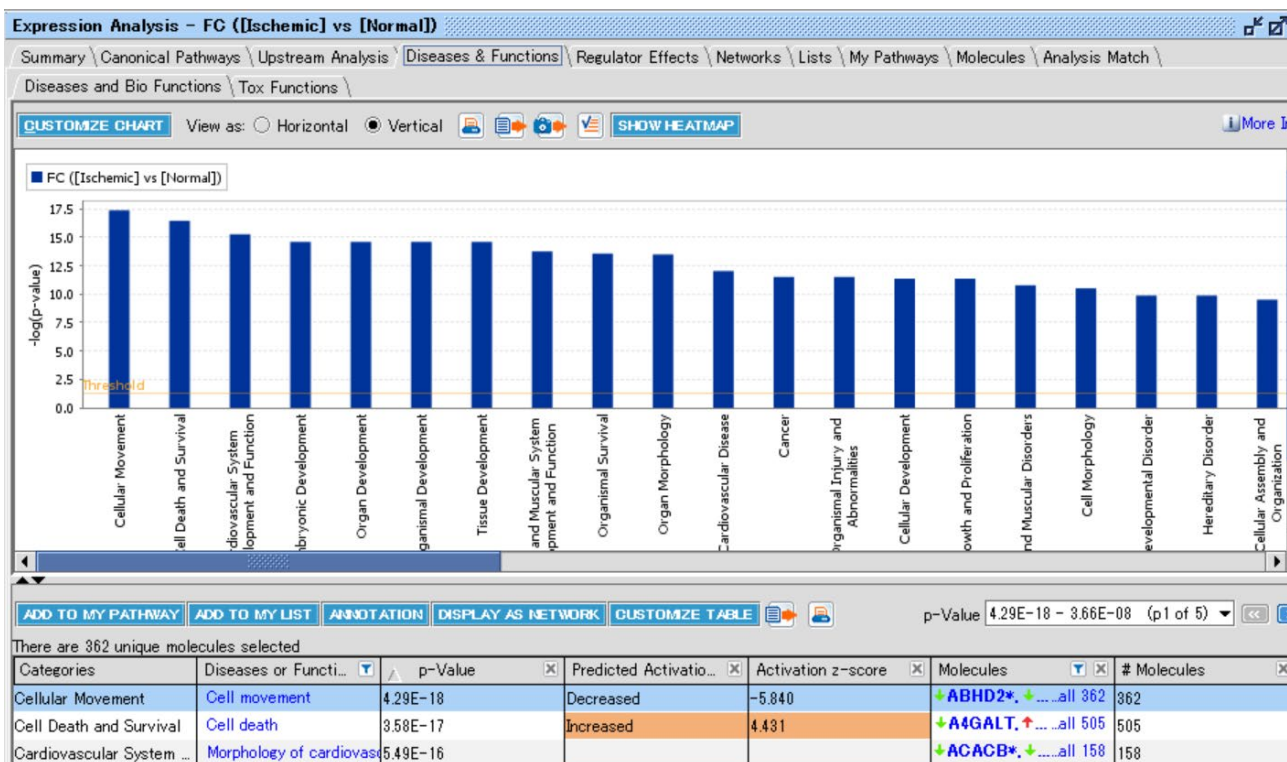 Expression Analysis - FC ([Ischemic] vs [Normal])
Summary Canonical Pathways Upstream Analysis Diseases & Functions Regulator Effects Networks Lists My Pathways Molecules Analysis Match
Diseases and Bio Functions Tox Functions
CUSTOMIZE CHART View as: Horizontal Vertical SHOW HEATMAP More I
FC ([Ischemic] vs [Normal])
17.5
15.0
12.5
10.0
7.5
5.0
2.5
0.0
-log(p-value)
Threshold
Cellular Movement
ell Death and Survival
diovascular System
lopment and Function
mbryonic Development
Organ Development
ganismal Development
Tissue Development
and Muscular System
pment and Function
Organismal Survival
Organ Morphology
Cardiovascular Disease
Cancer
Organismal Injury and
Abnormalities
Cellular Development
owth and Proliferation
nd Muscular Disorders
Cell Morphology
evelopmental Disorder
Hereditary Disorder
Cellular Assembly and
Organization
ADD TO MY PATHWAY ADD TO MY LIST ANNOTATION DISPLAY AS NETWORK CUSTOMIZE TABLE p-Value 4.29E-18 - 3.66E-08 (p1 of 5)
There are 362 unique molecules selected
Categories Diseases or Functi... p-Value Predicted Activatio... Activation z-score Molecules # Molecules
Cellular Movement Cell movement 4.29E-18 Decreased -5.840 ABHD2*, ......all 362 362
Cell Death and Survival Cell death 3.58E-17 Increased 4.431 A4GALT, ......all 505 505
Cardiovascular System ... Morphology of cardiovasc 5.49E-16 ACACB*, ......all 158 158